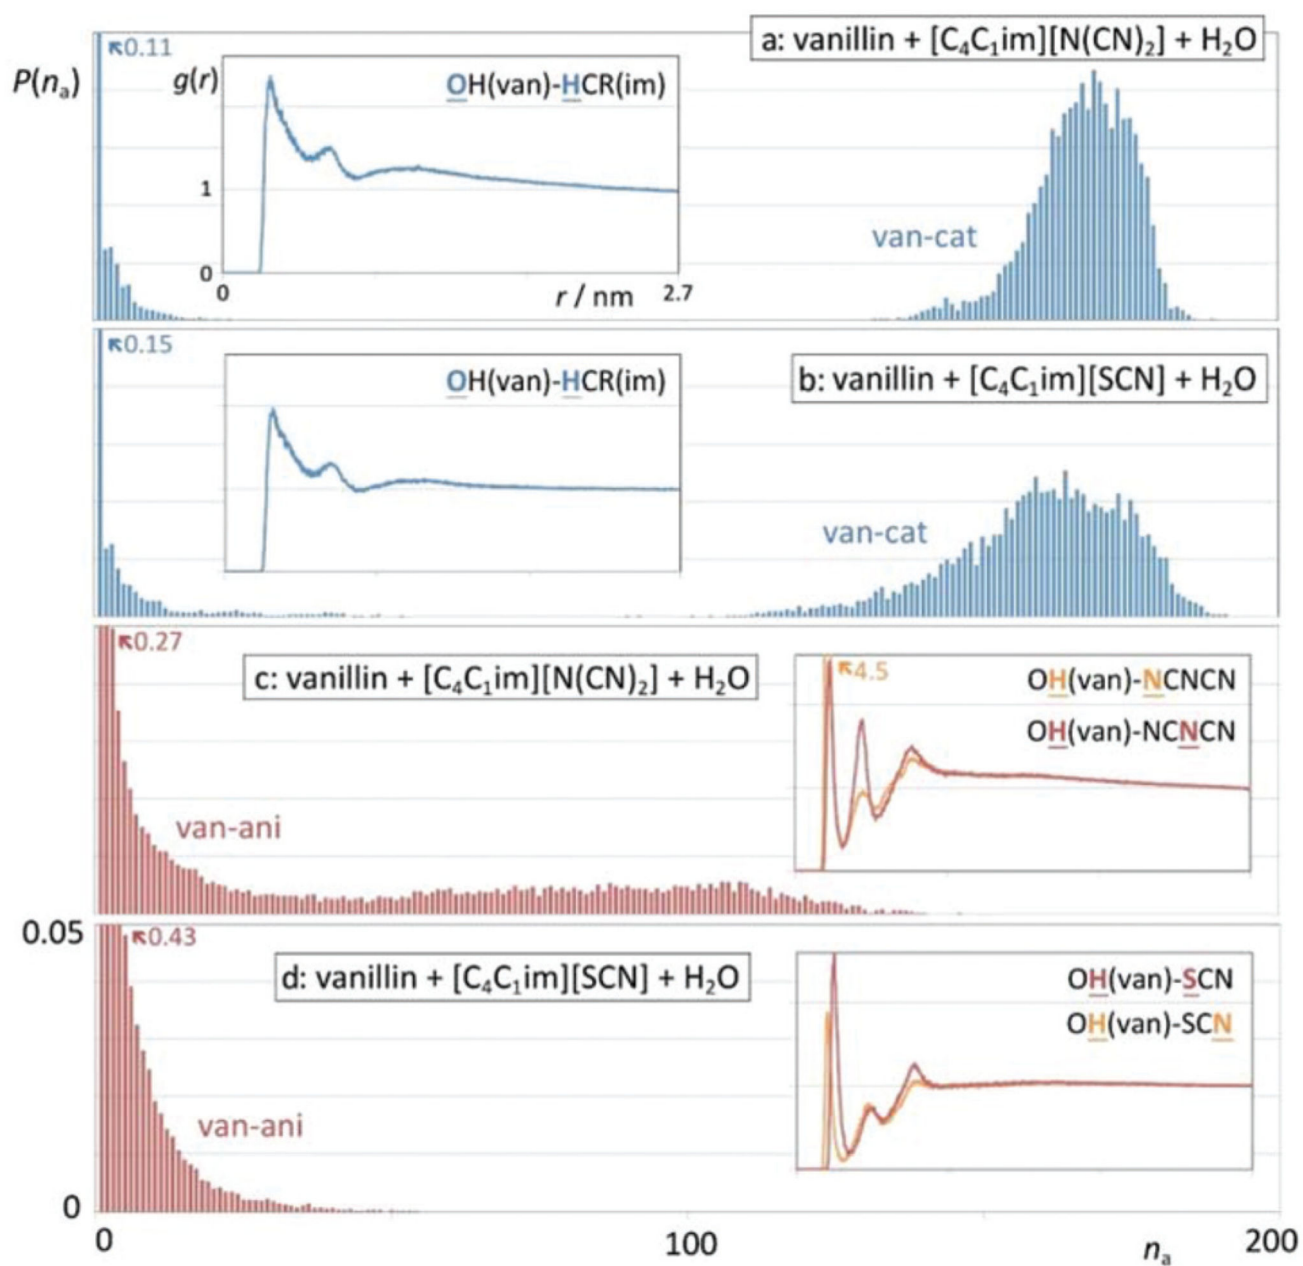 P(nₐ)
↖0.11
a: vanillin + [C₄C₁im][N(CN)₂] + H₂O
g(r)
OH(van)-HCR(im)
1
0
0
r / nm
2.7
van-cat
↖0.15
b: vanillin + [C₄C₁im][SCN] + H₂O
OH(van)-HCR(im)
van-cat
↖0.27
c: vanillin + [C₄C₁im][N(CN)₂] + H₂O
↖4.5
OH(van)-NCNCN
OH(van)-NCNCN
van-ani
0.05
↖0.43
d: vanillin + [C₄C₁im][SCN] + H₂O
OH(van)-SCN
OH(van)-SCN
van-ani
0
0
100
nₐ
200